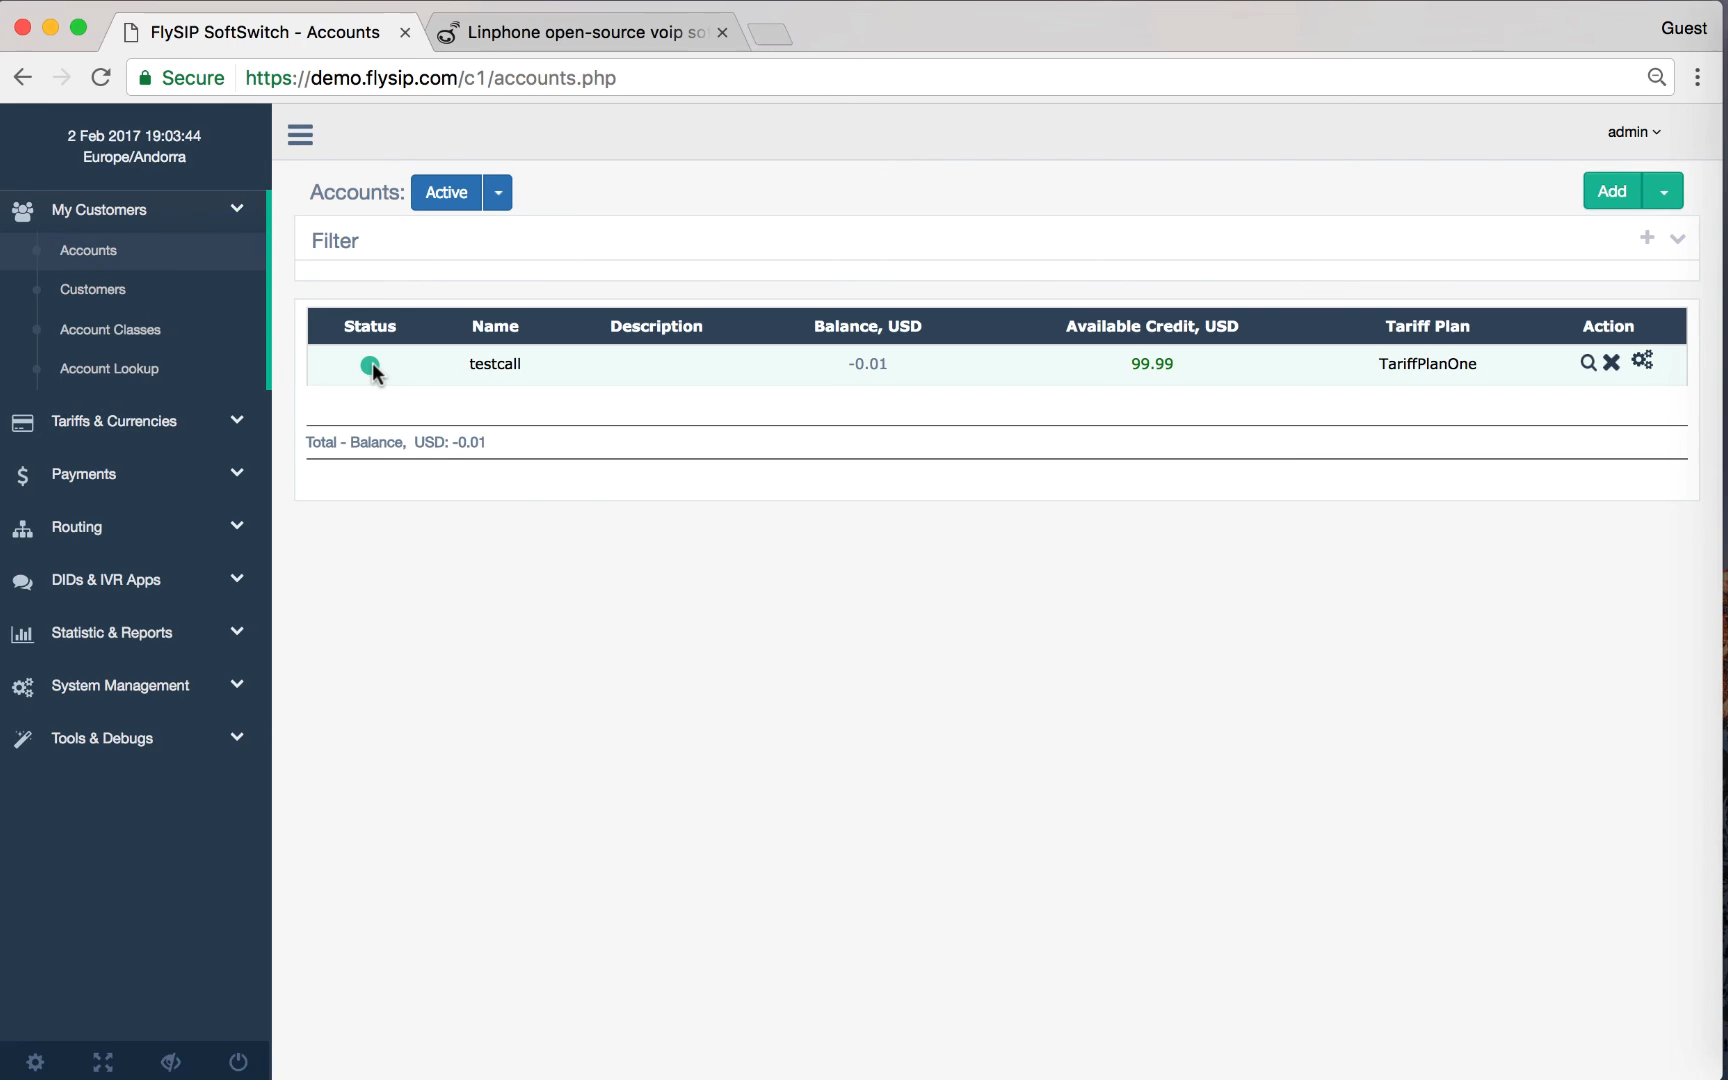 FlySIP SoftSwitch - Accounts
Linphone open-source voip so
Guest
Secure https://demo.flysip.com/c1/accounts.php
2 Feb 2017 19:03:44
Europe/Andorra
admin
My Customers
Accounts
Customers
Account Classes
Account Lookup
Tariffs & Currencies
Payments
Routing
DIDs & IVR Apps
Statistic & Reports
System Management
Tools & Debugs
Accounts: Active
Add
Filter
Status Name Description Balance, USD Available Credit, USD Tariff Plan Action
testcall -0.01 99.99 TariffPlanOne
Total - Balance, USD: -0.01